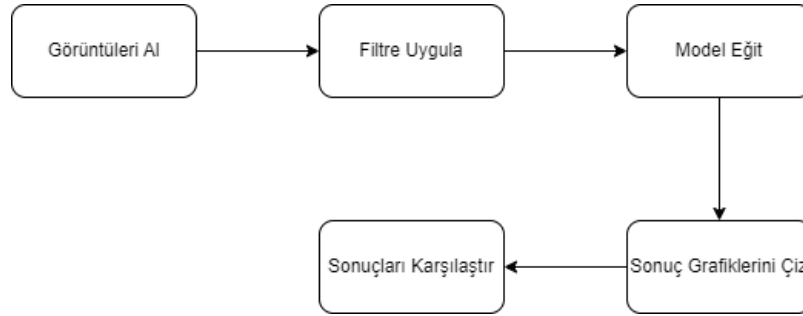 Görüntüleri Al
Filtre Uygula
Model Eğit
Sonuçları Karşılaştır
Sonuç Grafiklerini Çiz